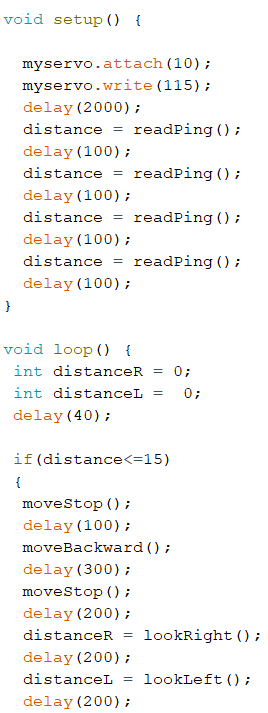 void setup() {
myservo.attach(10);
myservo.write(115);
delay(2000);
distance = readPing();
delay(100);
distance = readPing();
delay(100);
distance = readPing();
delay(100);
distance = readPing();
delay(100);
}
void loop() {
int distanceR = 0;
int distanceL =  0;
delay(40);
if(distance<=15)
{
moveStop();
delay(100);
moveBackward();
delay(300);
moveStop();
delay(200);
distanceR = lookRight();
delay(200);
distanceL = lookLeft();
delay(200);